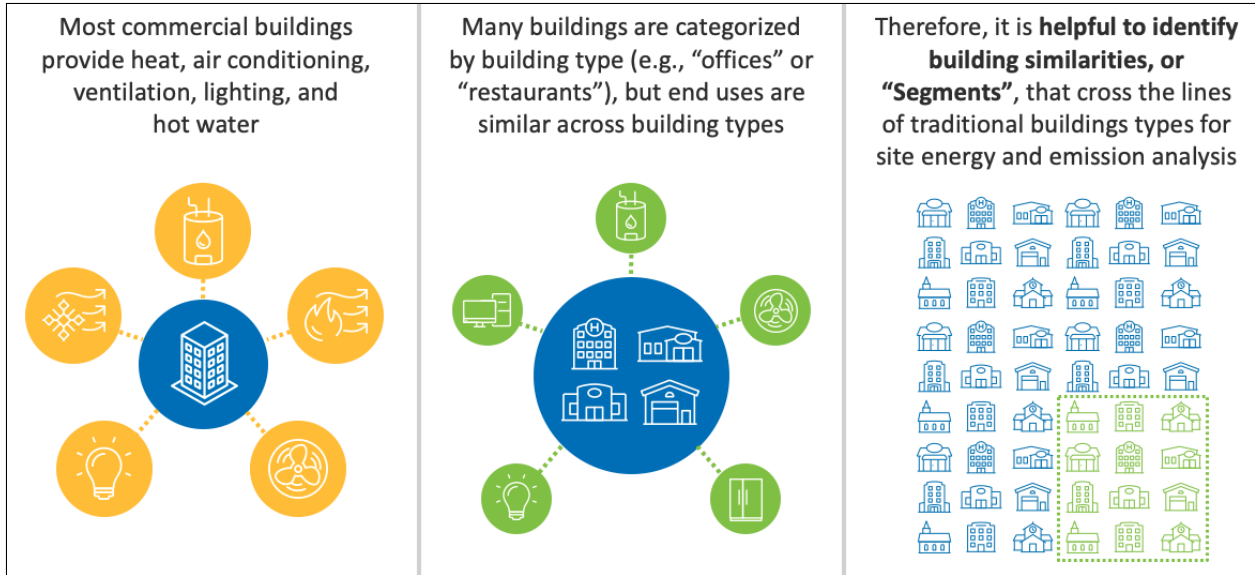 Most commercial buildings
provide heat, air conditioning,
ventilation, lighting, and
hot water
Many buildings are categorized
by building type (e.g., “offices” or
“restaurants”), but end uses are
similar across building types
Therefore, it is helpful to identify
building similarities, or
“Segments”, that cross the lines
of traditional buildings types for
site energy and emission analysis